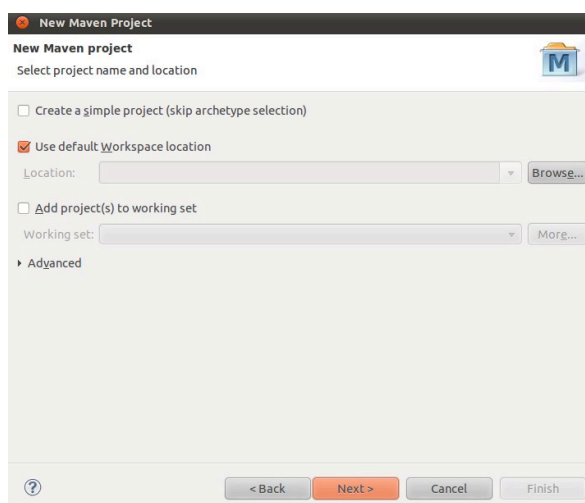 New Maven Project
New Maven project
Select project name and location
M
Create a simple project (skip archetype selection)
Use default Workspace location
Location: Browse...
Add project(s) to working set
Working set: More...
Advanced
? < Back Next > Cancel Finish